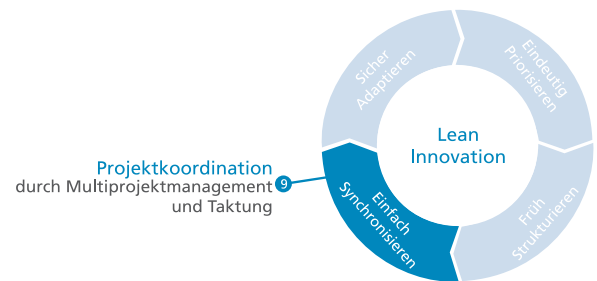 Sicher
Adaptieren
Eindeutig
Priorisieren
Lean
Innovation
Projektkoordination
durch Multiprojektmanagement
und Taktung
9
Einfach
Synchronisieren
Früh
Strukturieren